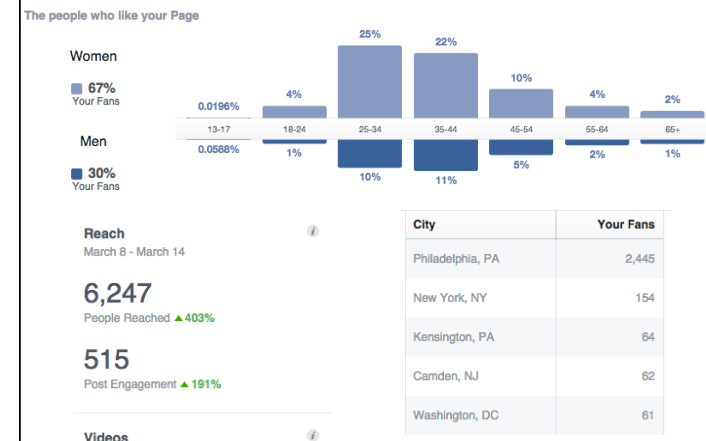 The people who like your Page
Women
67%
Your Fans
Men
30%
Your Fans
25%
22%
10%
4%
4%
2%
0.0196%
13-17 18-24 25-34 35-44 45-54 55-64 65+
0.0588%
1%
10%
11%
5%
2%
1%
Reach
March 8 - March 14
6,247
People Reached 403%
515
Post Engagement 191%
Videos
City Your Fans
Philadelphia, PA 2,445
New York, NY 154
Kensington, PA 64
Camden, NJ 62
Washington, DC 61